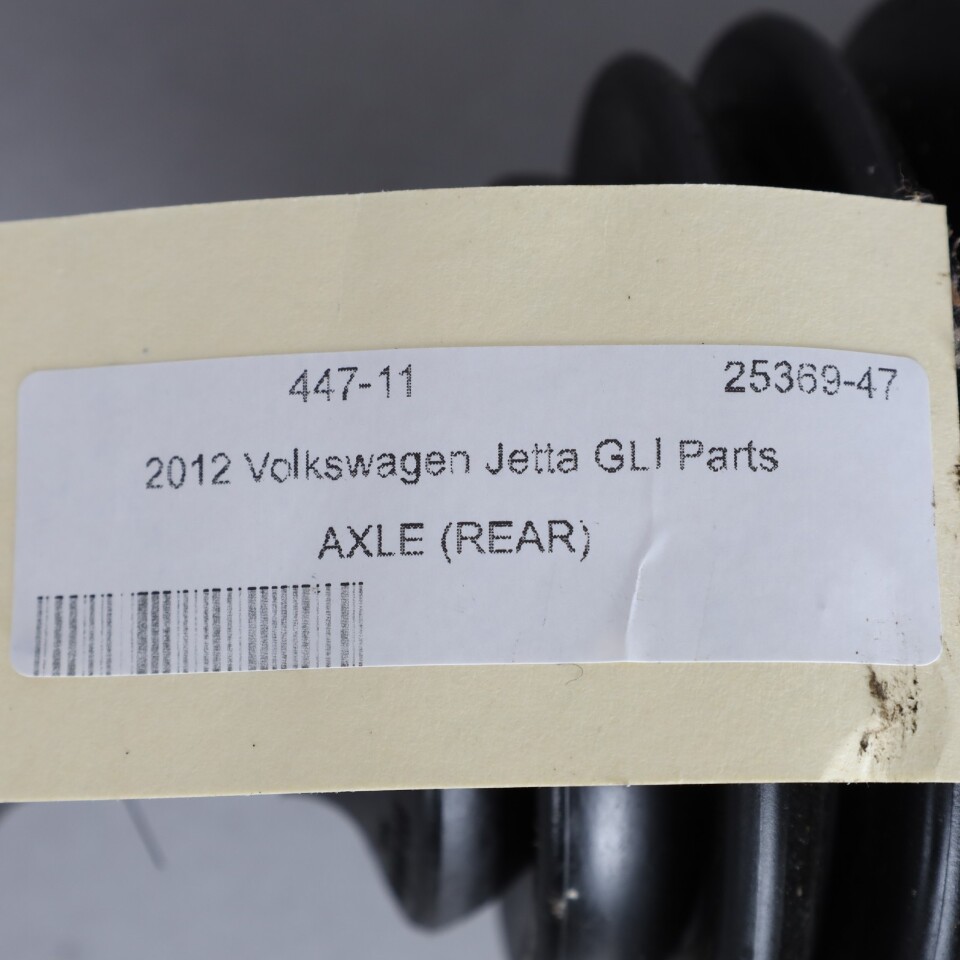 447-11 25369-47
2012 Volkswagen Jetta GLI Parts
AXLE (REAR)